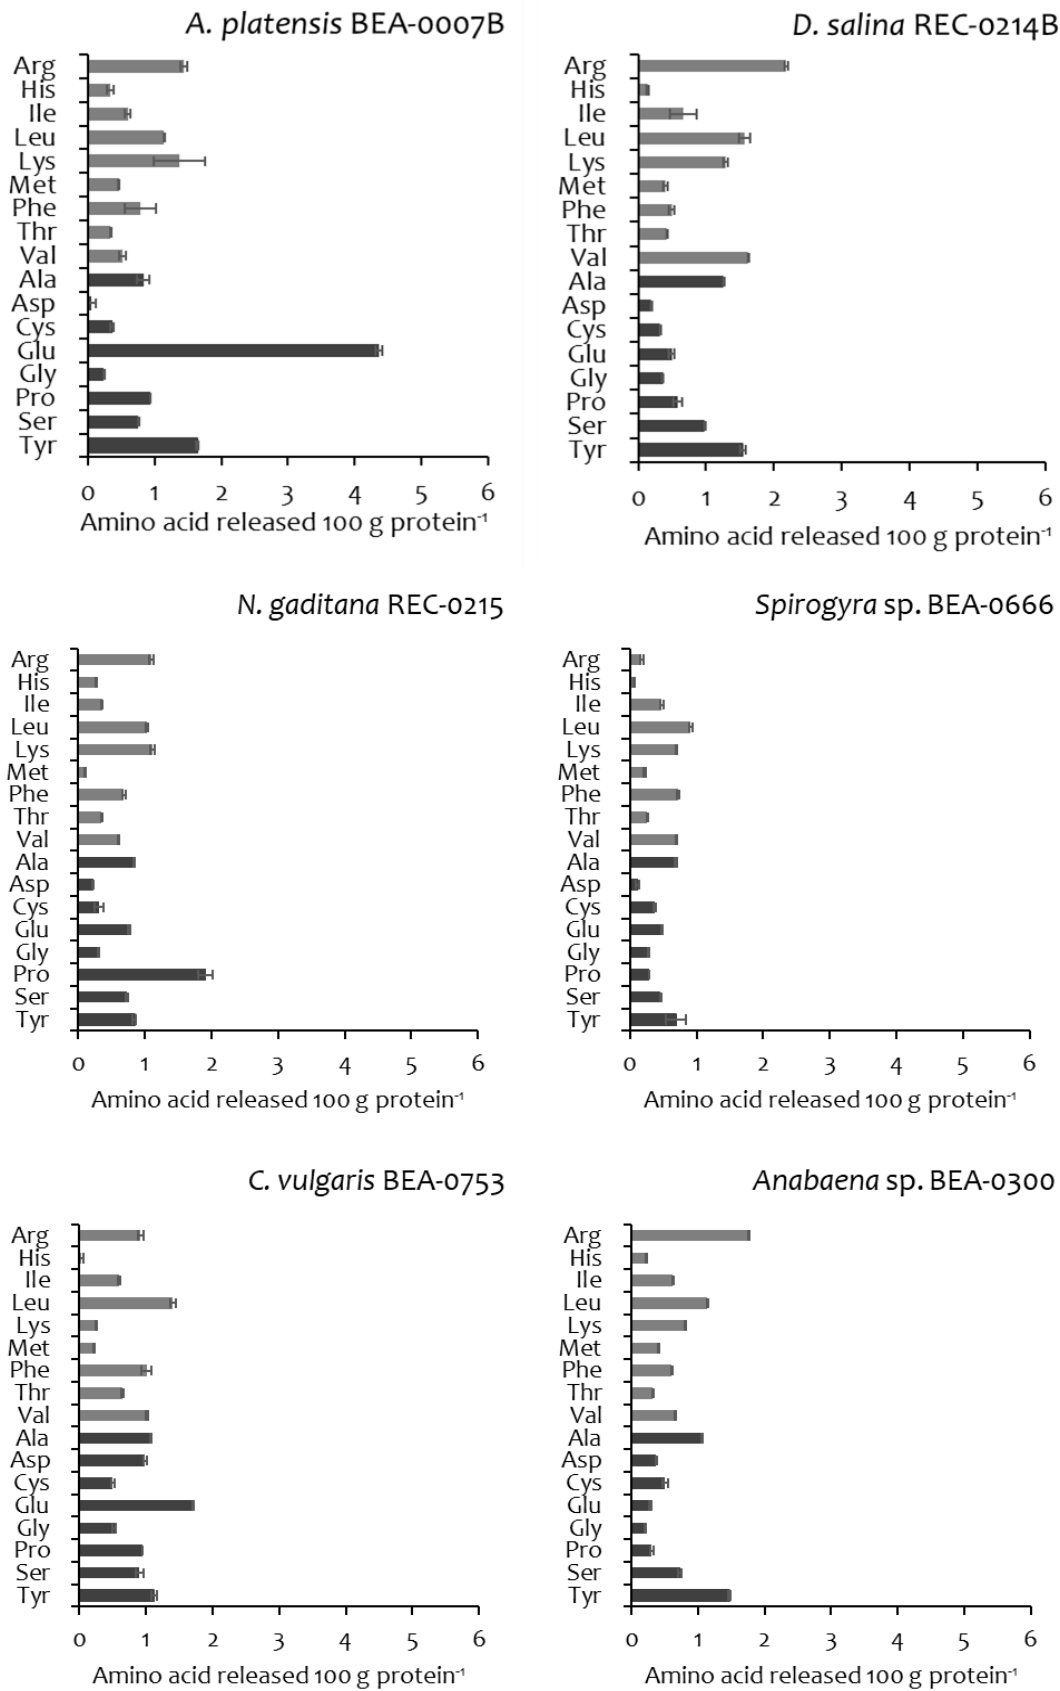 A. platensis BEA-0007B
Arg
His
Ile
Leu
Lys
Met
Phe
Thr
Val
Ala
Asp
Cys
Glu
Gly
Pro
Ser
Tyr
0 1 2 3 4 5 6
Amino acid released 100 g protein⁻¹
D. salina REC-0214B
Arg
His
Ile
Leu
Lys
Met
Phe
Thr
Val
Ala
Asp
Cys
Glu
Gly
Pro
Ser
Tyr
0 1 2 3 4 5 6
Amino acid released 100 g protein⁻¹
N. gaditana REC-0215
Arg
His
Ile
Leu
Lys
Met
Phe
Thr
Val
Ala
Asp
Cys
Glu
Gly
Pro
Ser
Tyr
0 1 2 3 4 5 6
Amino acid released 100 g protein⁻¹
Spirogyra sp. BEA-0666
Arg
His
Ile
Leu
Lys
Met
Phe
Thr
Val
Ala
Asp
Cys
Glu
Gly
Pro
Ser
Tyr
0 1 2 3 4 5 6
Amino acid released 100 g protein⁻¹
C. vulgaris BEA-0753
Arg
His
Ile
Leu
Lys
Met
Phe
Thr
Val
Ala
Asp
Cys
Glu
Gly
Pro
Ser
Tyr
0 1 2 3 4 5 6
Amino acid released 100 g protein⁻¹
Anabaena sp. BEA-0300
Arg
His
Ile
Leu
Lys
Met
Phe
Thr
Val
Ala
Asp
Cys
Glu
Gly
Pro
Ser
Tyr
0 1 2 3 4 5 6
Amino acid released 100 g protein⁻¹